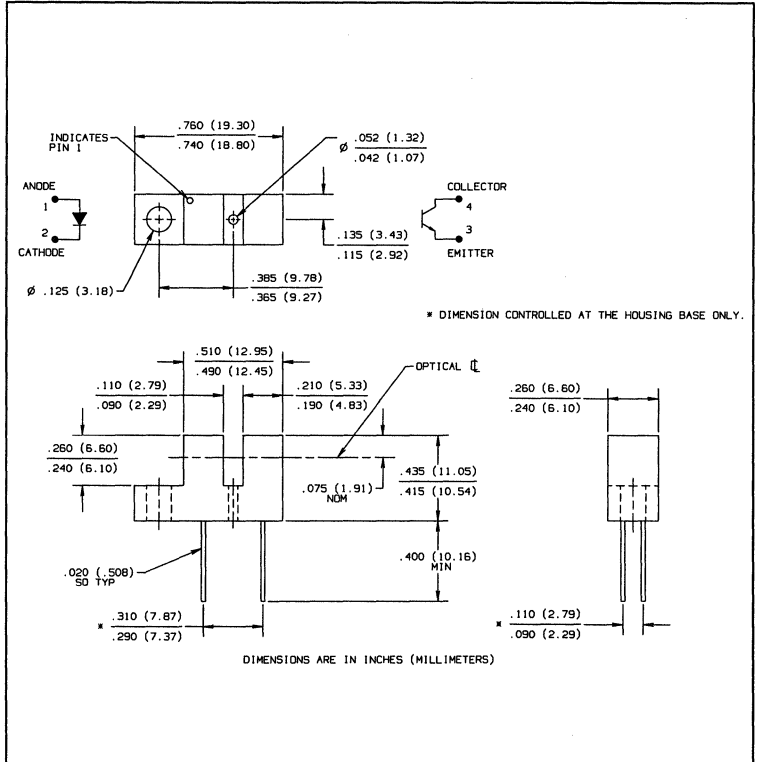 .760 (19.30)
.740 (18.80)
INDICATES
PIN 1
Ø .052 (1.32)
.042 (1.07)
ANODE
1
2
CATHODE
COLLECTOR
4
3
EMITTER
.135 (3.43)
.115 (2.92)
Ø .125 (3.18)
.385 (9.78)
.365 (9.27)
* DIMENSION CONTROLLED AT THE HOUSING BASE ONLY.
.510 (12.95)
.490 (12.45)
OPTICAL ℄
.110 (2.79)
.090 (2.29)
.210 (5.33)
.190 (4.83)
.260 (6.60)
.240 (6.10)
.260 (6.60)
.240 (6.10)
.075 (1.91)
NOM
.435 (11.05)
.415 (10.54)
.400 (10.16)
MIN
.020 (.508)
SQ TYP
* .310 (7.87)
.290 (7.37)
* .110 (2.79)
.090 (2.29)
DIMENSIONS ARE IN INCHES (MILLIMETERS)